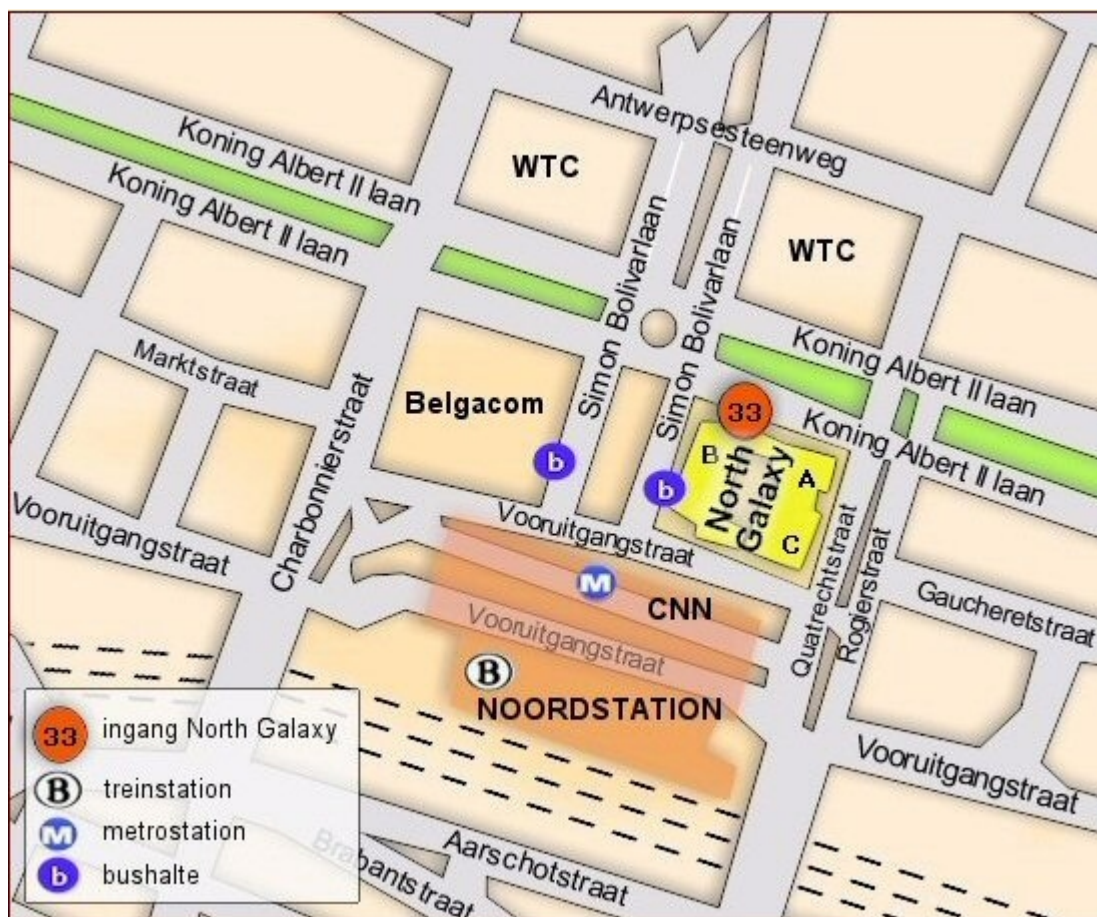 Antwerpsesteenweg
Koning Albert II laan
Koning Albert II laan
WTC
Simon Bolivarlaan
Simon Bolivarlaan
WTC
Koning Albert II laan
Koning Albert II laan
Marktstraat
Belgacom
33
B
A
C
North
Galaxy
b
b
Charbonnierstraat
Vooruitgangstraat
Vooruitgangstraat
M
CNN
Vooruitgangstraat
Quatrechtstraat
Rogierstraat
Gaucheretstraat
B
NOORDSTATION
Vooruitgangstraat
Aarschotstraat
Brabantstraat
33 ingang North Galaxy
B treinstation
M metrostation
b bushalte